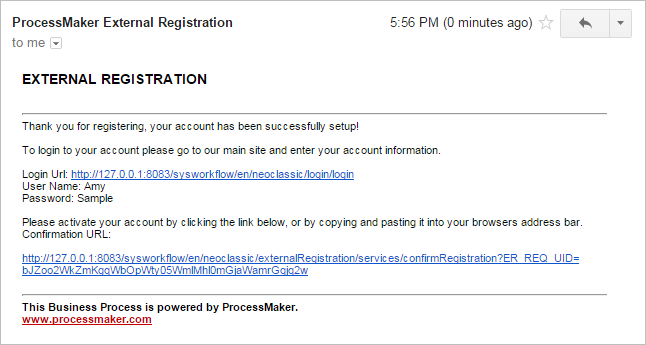 ProcessMaker External Registration
5:56 PM (0 minutes ago)
to me
EXTERNAL REGISTRATION
Thank you for registering, your account has been successfully setup!
To login to your account please go to our main site and enter your account information.
Login Url: http://127.0.0.1:8083/sysworkflow/en/neoclassic/login/login
User Name: Amy
Password: Sample
Please activate your account by clicking the link below, or by copying and pasting it into your browsers address bar.
Confirmation URL:
http://127.0.0.1:8083/sysworkflow/en/neoclassic/externalRegistration/services/confirmRegistration?ER_REQ_UID=
bJZoo2WkZmKqqWbOpWty05WmlMhl0mGjaWamrGgjq2w
This Business Process is powered by ProcessMaker.
www.processmaker.com